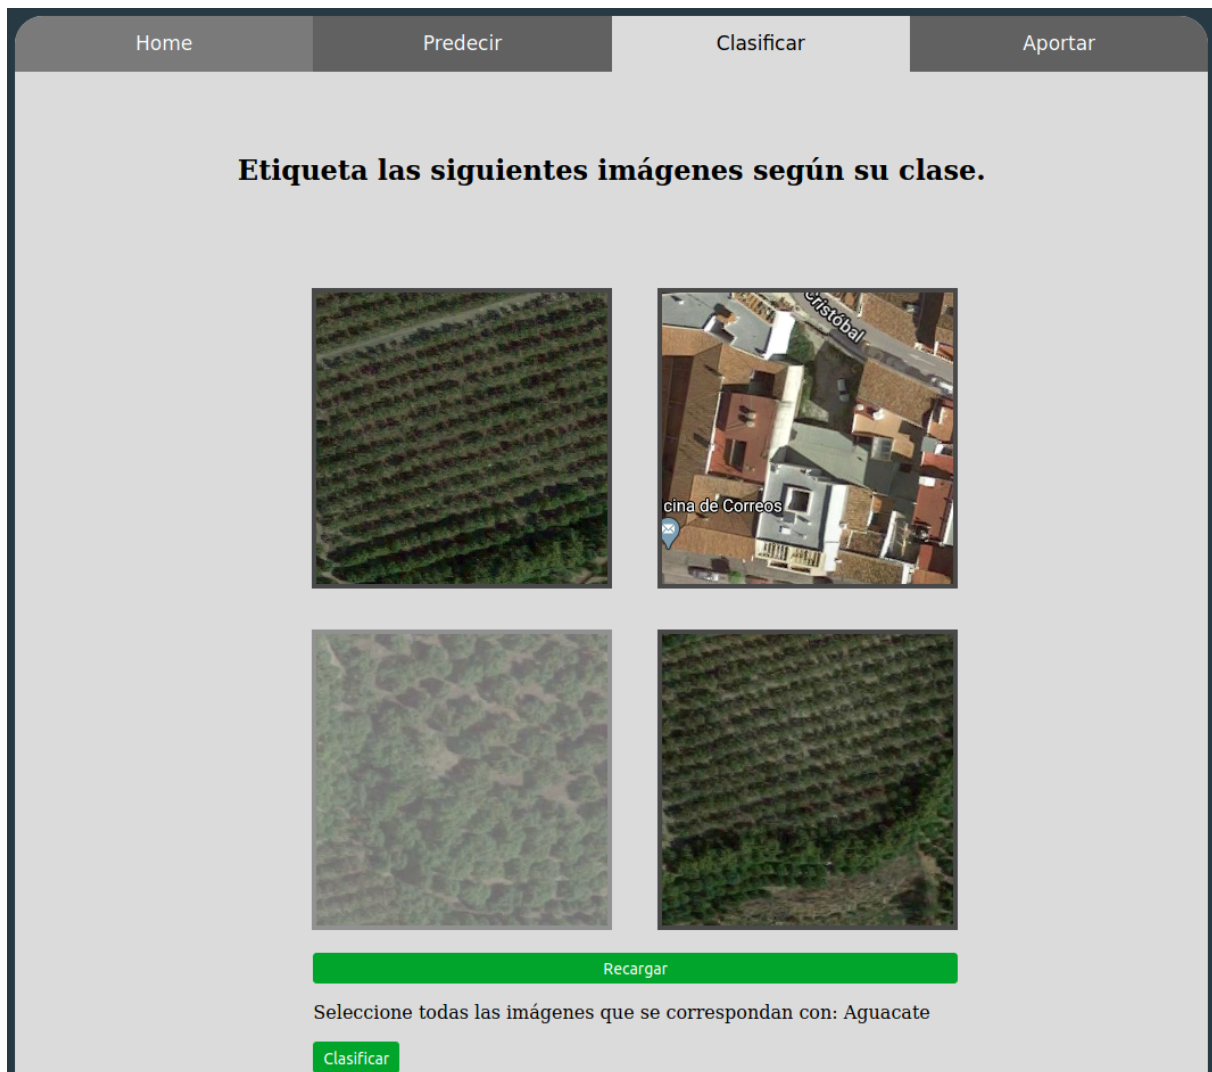 Home Predecir Clasificar Aportar
Etiqueta las siguientes imágenes según su clase.
Cristóbal
cina de Correos
Recargar
Seleccione todas las imágenes que se correspondan con: Aguacate
Clasificar